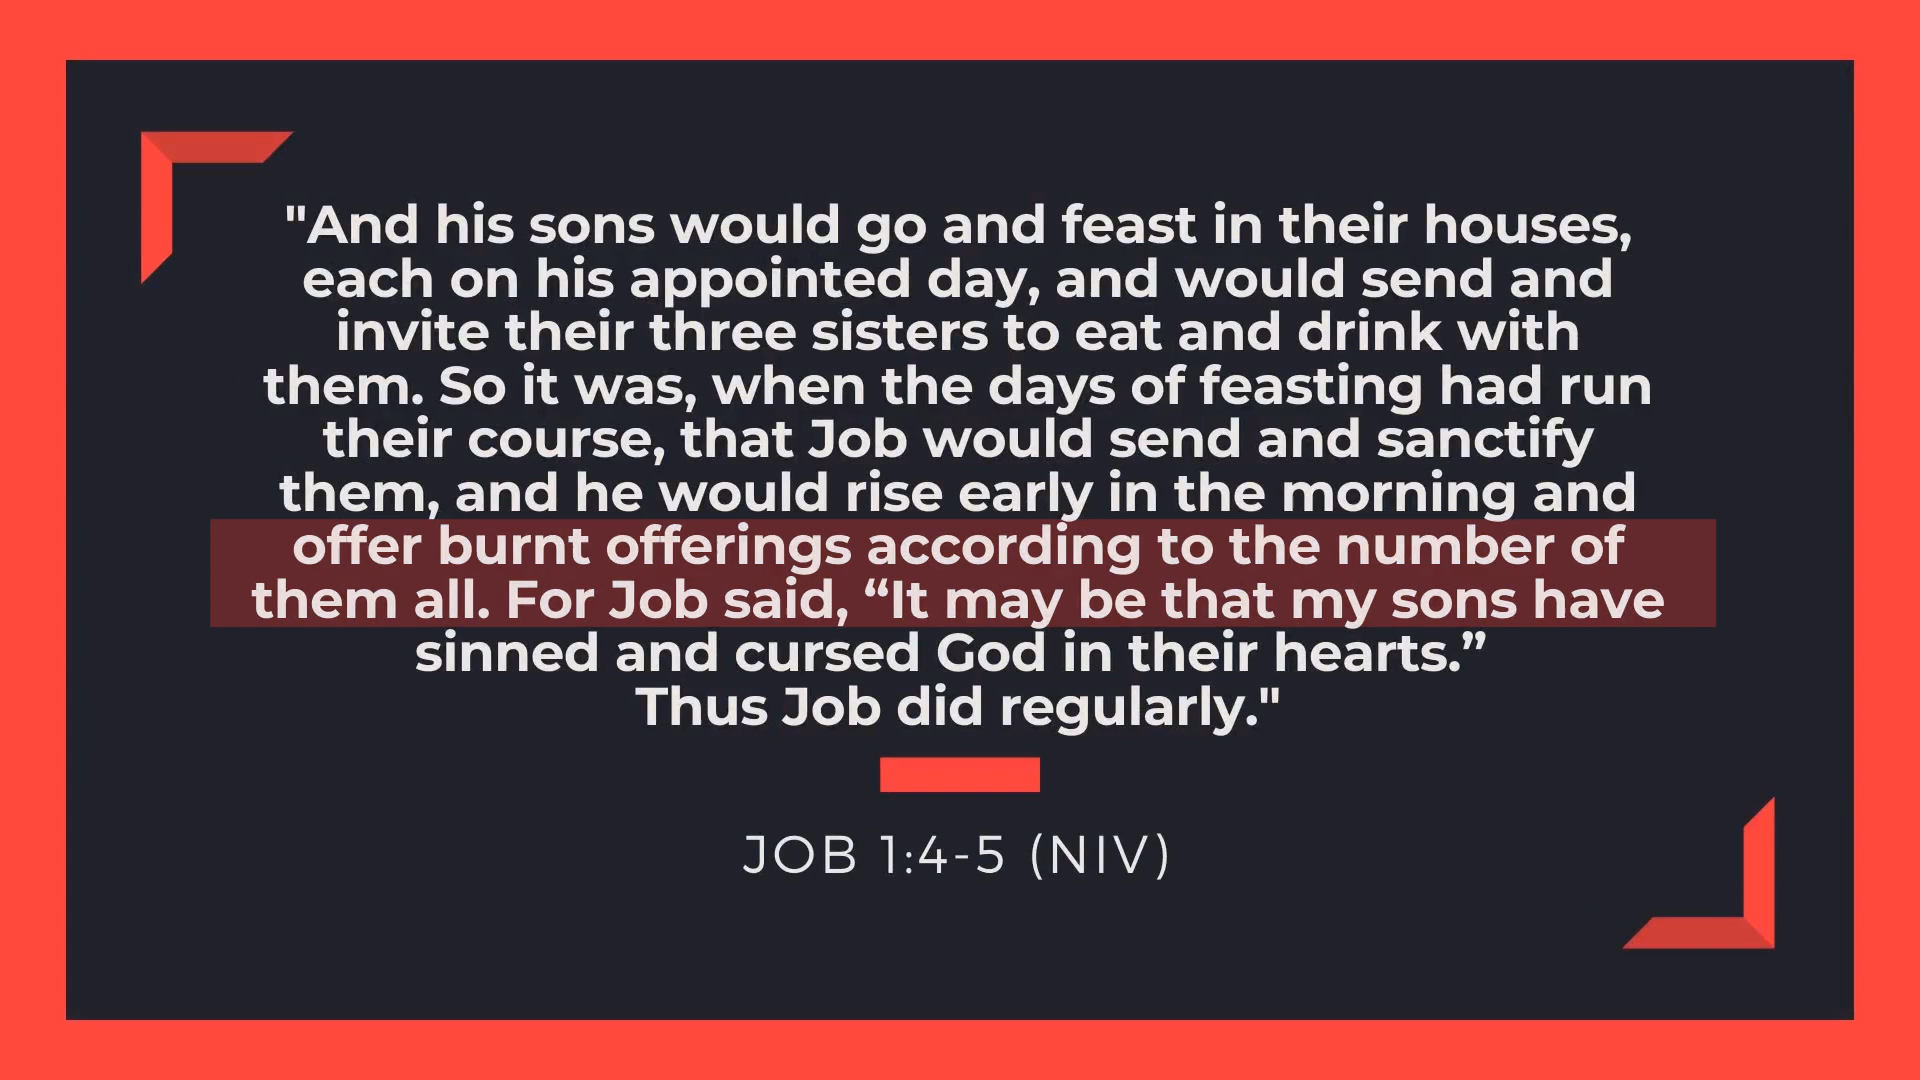 "And his sons would go and feast in their houses,
each on his appointed day, and would send and
invite their three sisters to eat and drink with
them. So it was, when the days of feasting had run
their course, that Job would send and sanctify
them, and he would rise early in the morning and
offer burnt offerings according to the number of
them all. For Job said, “It may be that my sons have
sinned and cursed God in their hearts.”
Thus Job did regularly."
JOB 1:4-5 (NIV)